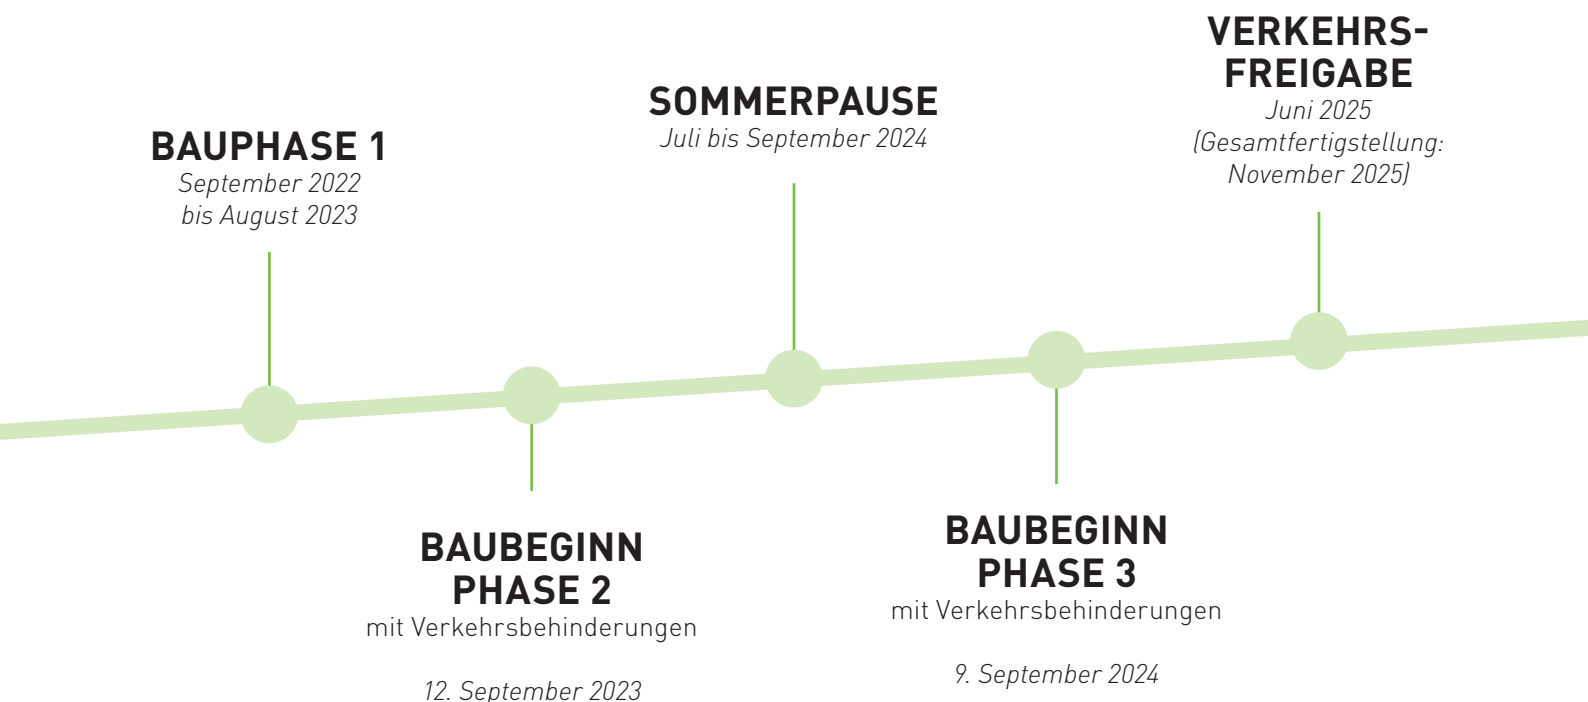 BAUPHASE 1
September 2022
bis August 2023
BAUBEGINN
PHASE 2
mit Verkehrsbehinderungen
12. September 2023
SOMMERPAUSE
Juli bis September 2024
BAUBEGINN
PHASE 3
mit Verkehrsbehinderungen
9. September 2024
VERKEHRS-
FREIGABE
Juni 2025
(Gesamtfertigstellung:
November 2025)